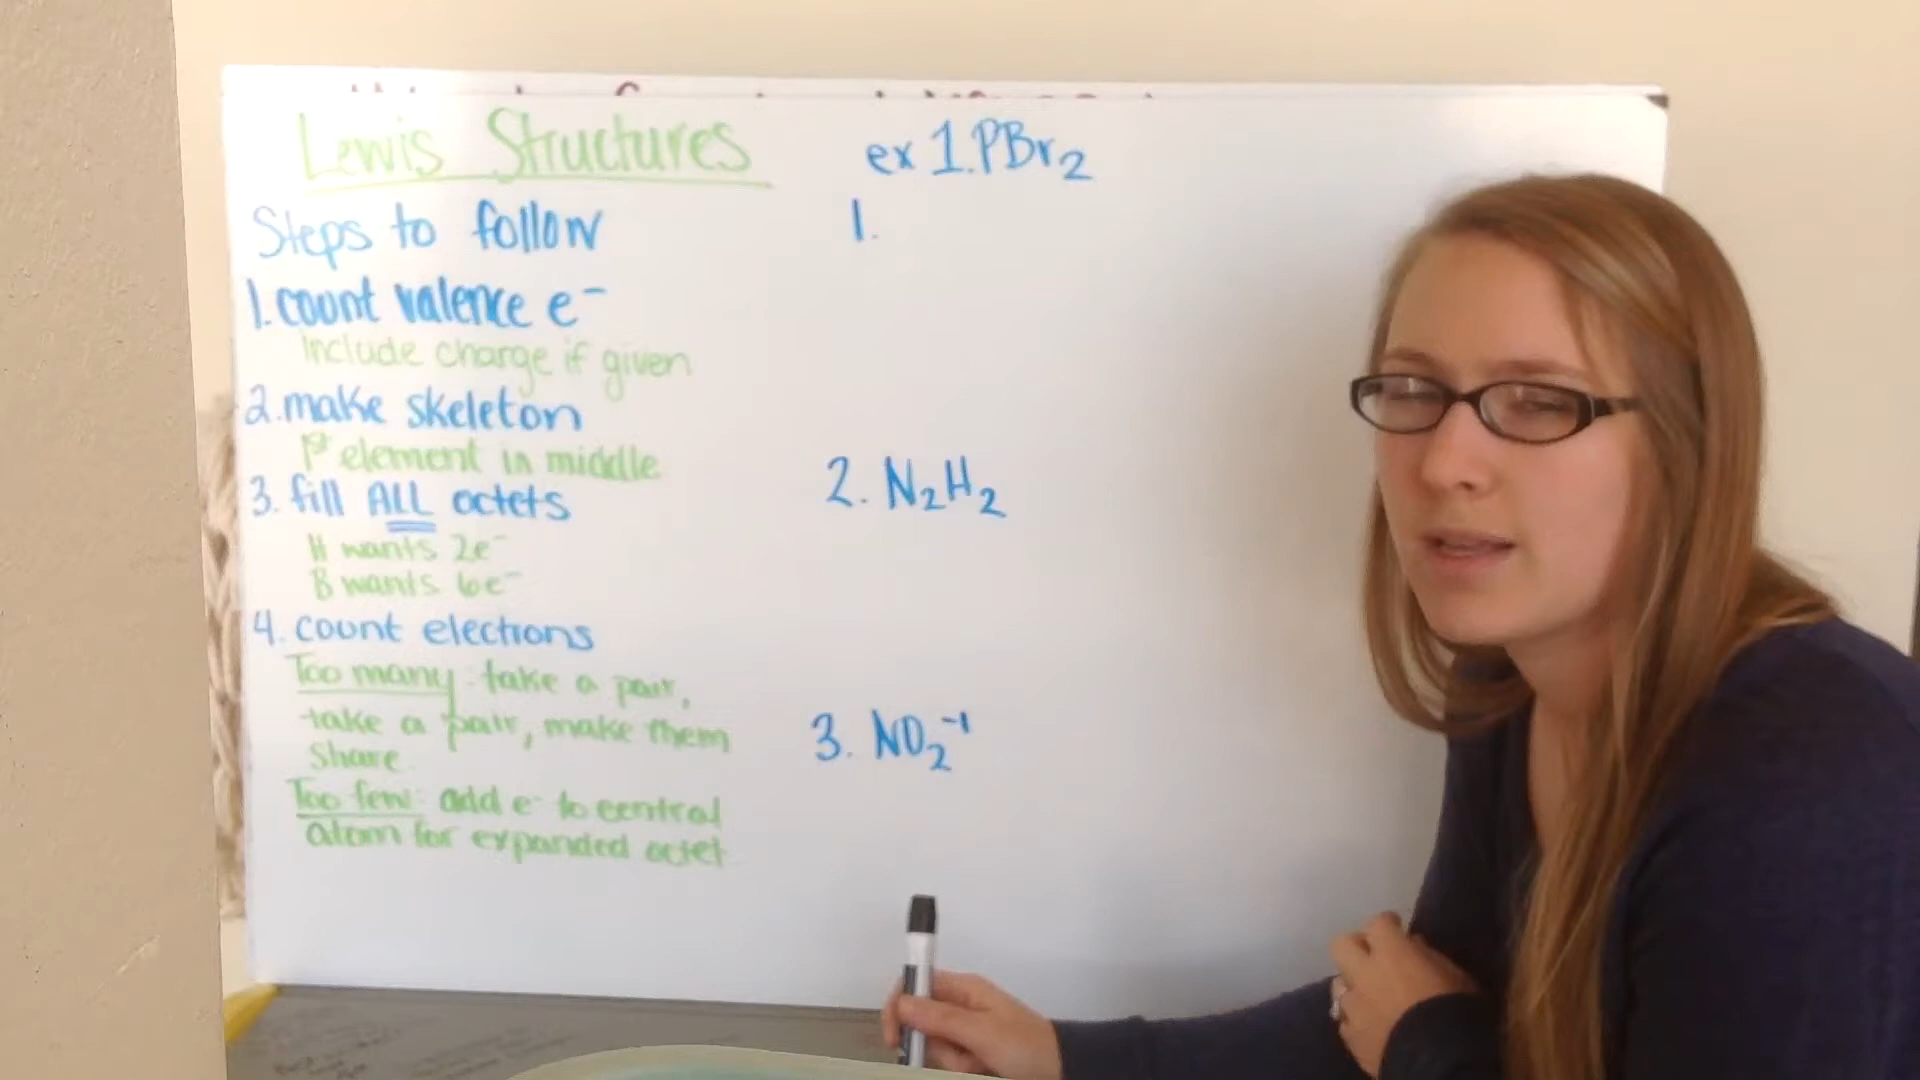 Lewis Structures
Steps to follow
1. count valence e⁻
Include charge if given
2. make skeleton
1st element in middle
3. fill ALL octets
H wants 2e⁻
B wants 6e⁻
4. count electrons
Too many: take a pair,
take a pair, make them
share
Too few: add e⁻ to central
atom for expanded octet
ex 1. PBr₂
1.
2. N₂H₂
3. NO₂⁻¹